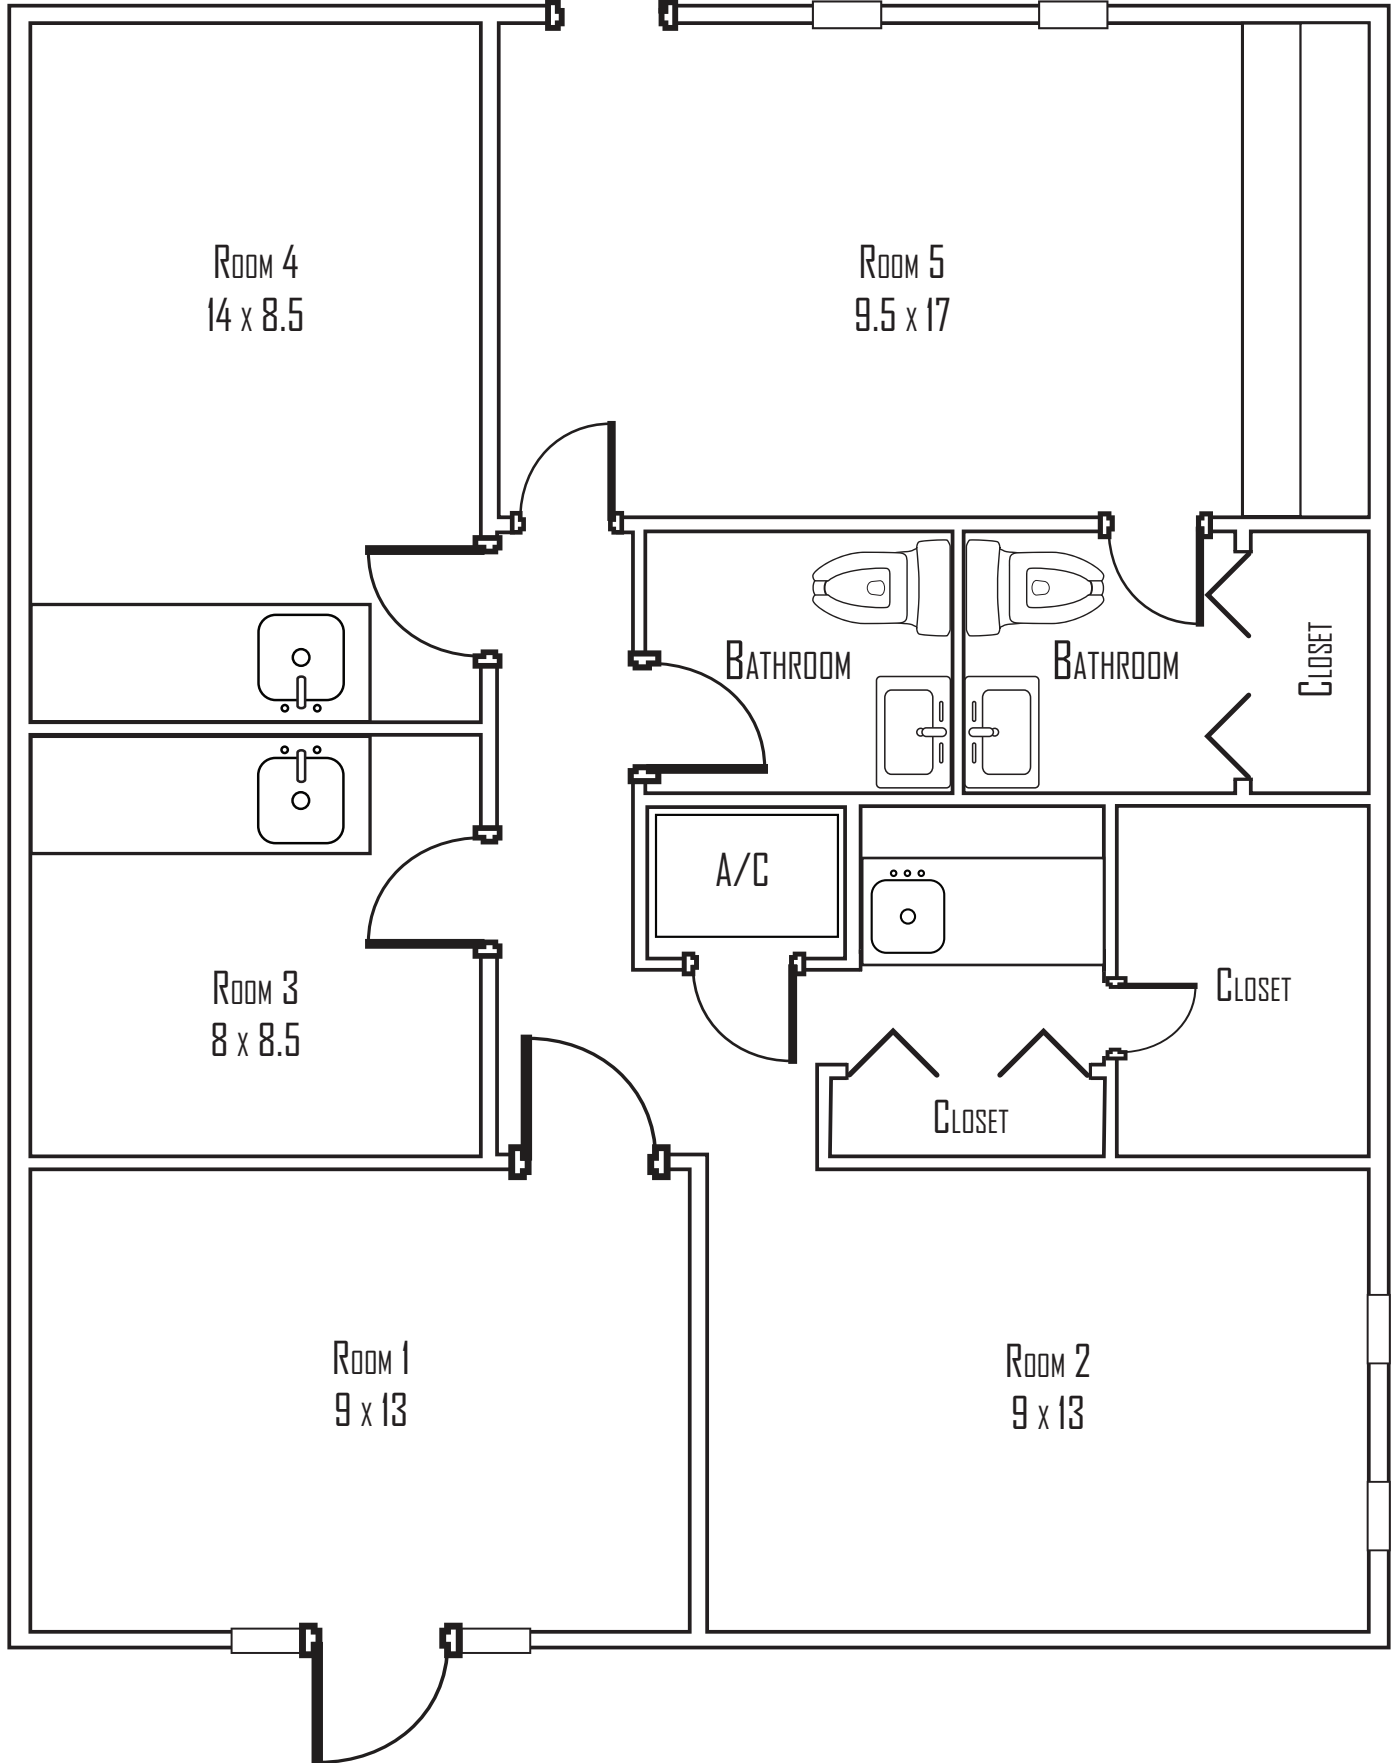 Room 4
14 x 8.5
Room 5
9.5 x 17
Bathroom
Bathroom
Closet
A/C
Room 3
8 x 8.5
Closet
Closet
Room 1
9 x 13
Room 2
9 x 13